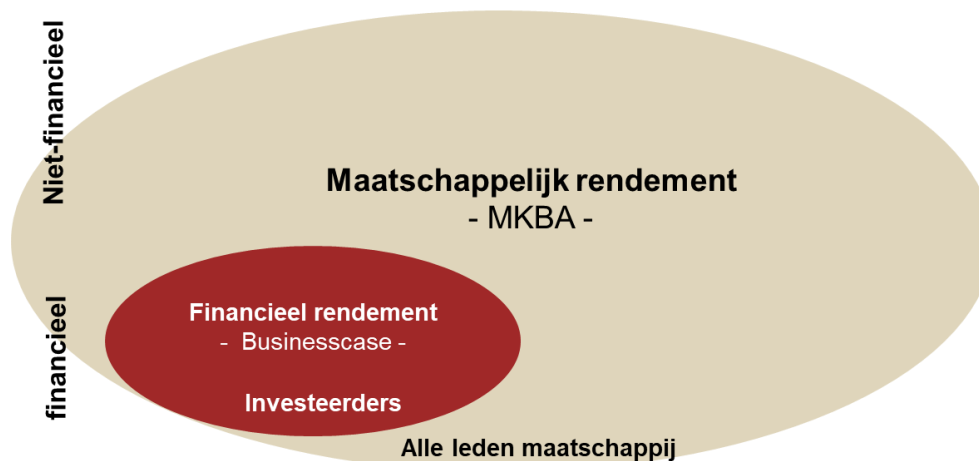 Niet-financieel
Maatschappelijk rendement
- MKBA -
financieel
Financieel rendement
- Businesscase -
Investeerders
Alle leden maatschappij